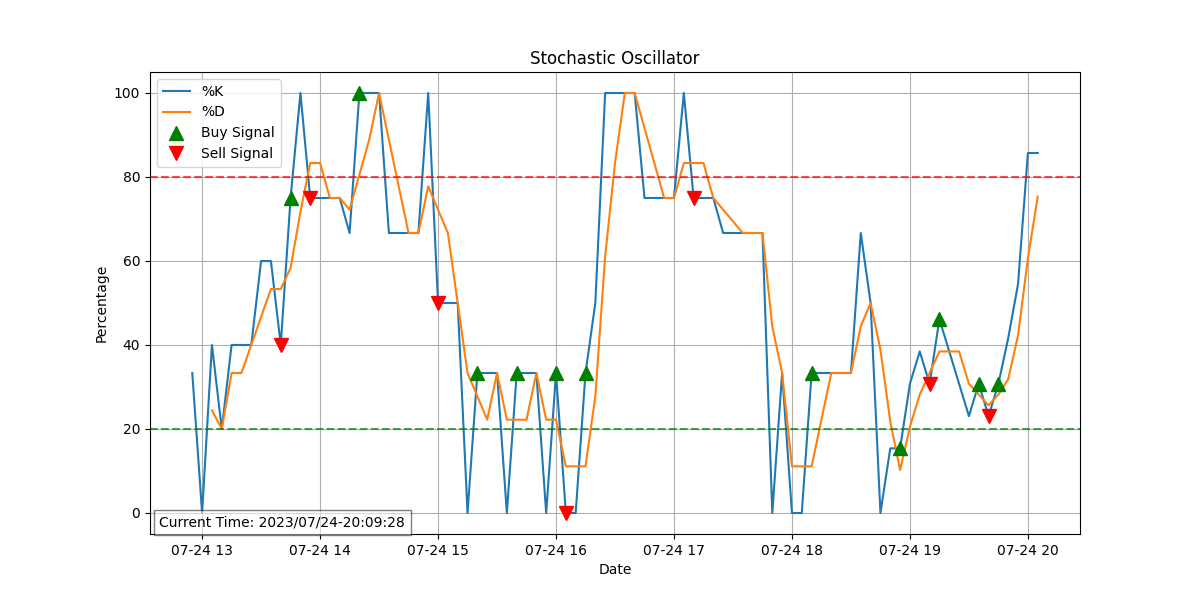 Stochastic Oscillator
%K
%D
Buy Signal
Sell Signal
Percentage
100
80
60
40
20
0
Current Time: 2023/07/24-20:09:28
07-24 13
07-24 14
07-24 15
07-24 16
07-24 17
07-24 18
07-24 19
07-24 20
Date